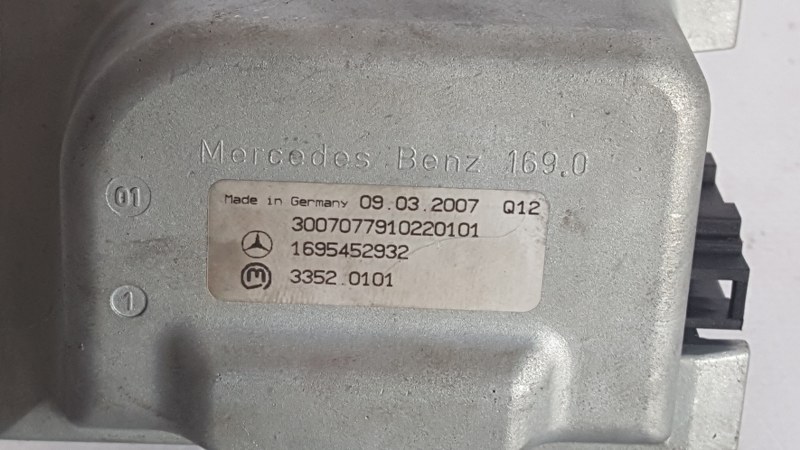 Mercedes Benz 169.0
01
Made in Germany 09.03.2007 Q12
3007077910220101
1695452932
M 3352.0101
1